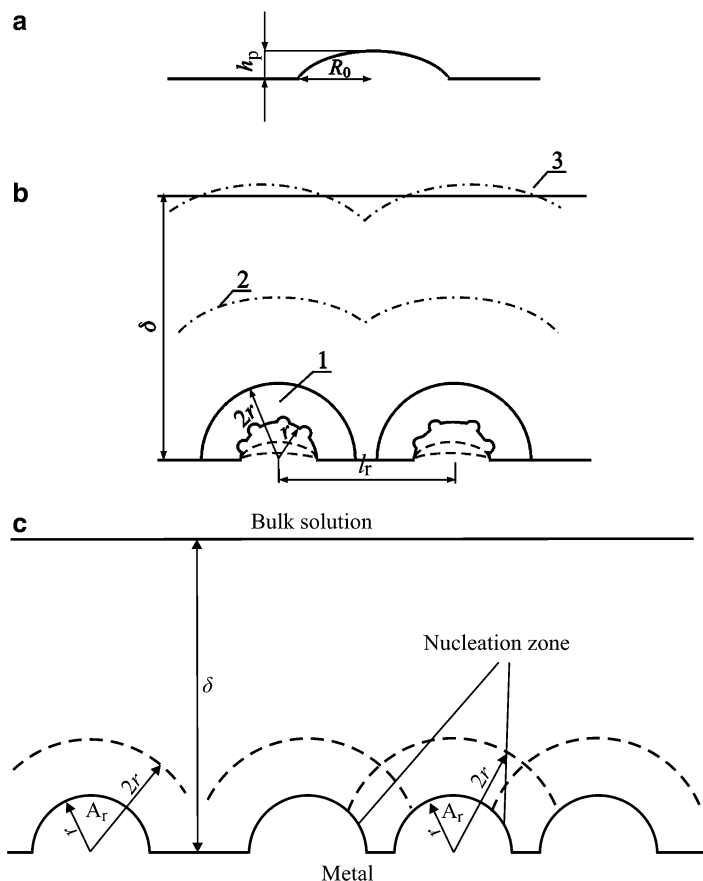 a
hp
R0
b
3
2
δ
1
2r
r
lr
c
Bulk solution
Nucleation zone
δ
2r
Ar
r
2r
Ar
r
Metal